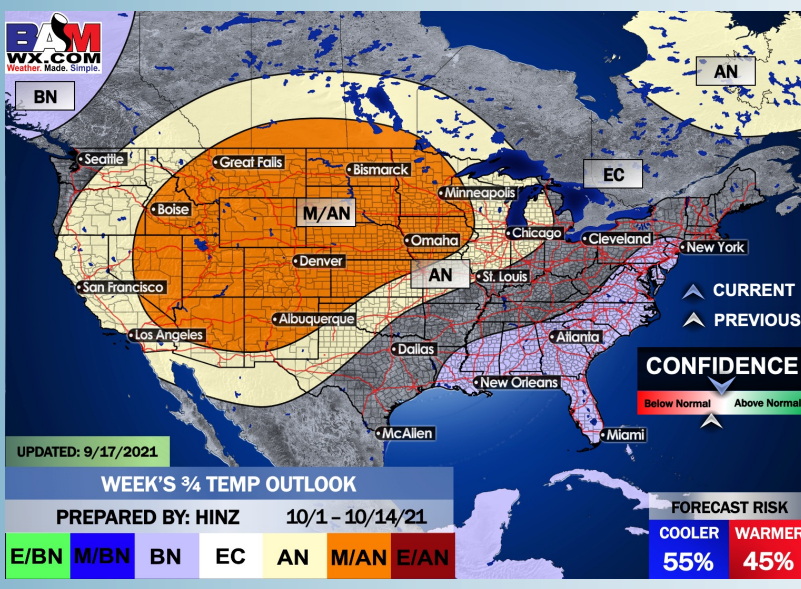 BAM
WX.COM
Weather. Made. Simple.
BN
AN
Seattle
Great Falls
Bismarck
EC
Minneapolis
Boise
M/AN
Chicago
Cleveland
New York
Omaha
Denver
AN
St. Louis
San Francisco
CURRENT
Albuquerque
PREVIOUS
Los Angeles
Atlanta
Dallas
CONFIDENCE
New Orleans
Below Normal
Above Normal
McAllen
Miami
UPDATED: 9/17/2021
WEEK'S ¾ TEMP OUTLOOK
PREPARED BY: HINZ 10/1 – 10/14/21
E/BN M/BN BN EC AN M/AN E/AN
FORECAST RISK
COOLER WARMER
55% 45%